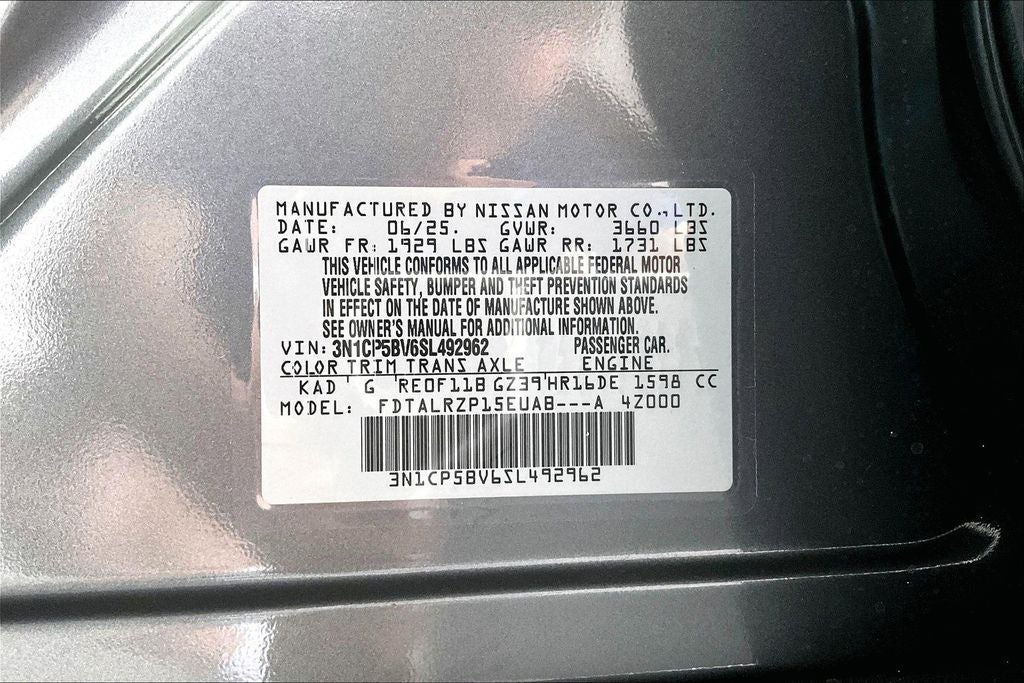 MANUFACTURED BY NISSAN MOTOR CO., LTD.
DATE: 06/25. GVWR: 3660 LBS
GAWR FR: 1929 LBS GAWR RR: 1731 LBS
THIS VEHICLE CONFORMS TO ALL APPLICABLE FEDERAL MOTOR
VEHICLE SAFETY, BUMPER AND THEFT PREVENTION STANDARDS
IN EFFECT ON THE DATE OF MANUFACTURE SHOWN ABOVE.
SEE OWNER'S MANUAL FOR ADDITIONAL INFORMATION.
VIN: 3N1CP5BV6SL492962 PASSENGER CAR.
COLOR TRIM TRANS AXLE ENGINE
KAD G RE0F11B GZ39 HR16DE 1598 CC
MODEL: FDTALRZP15EUAB---A 4Z000
3N1CP5BV6SL492962